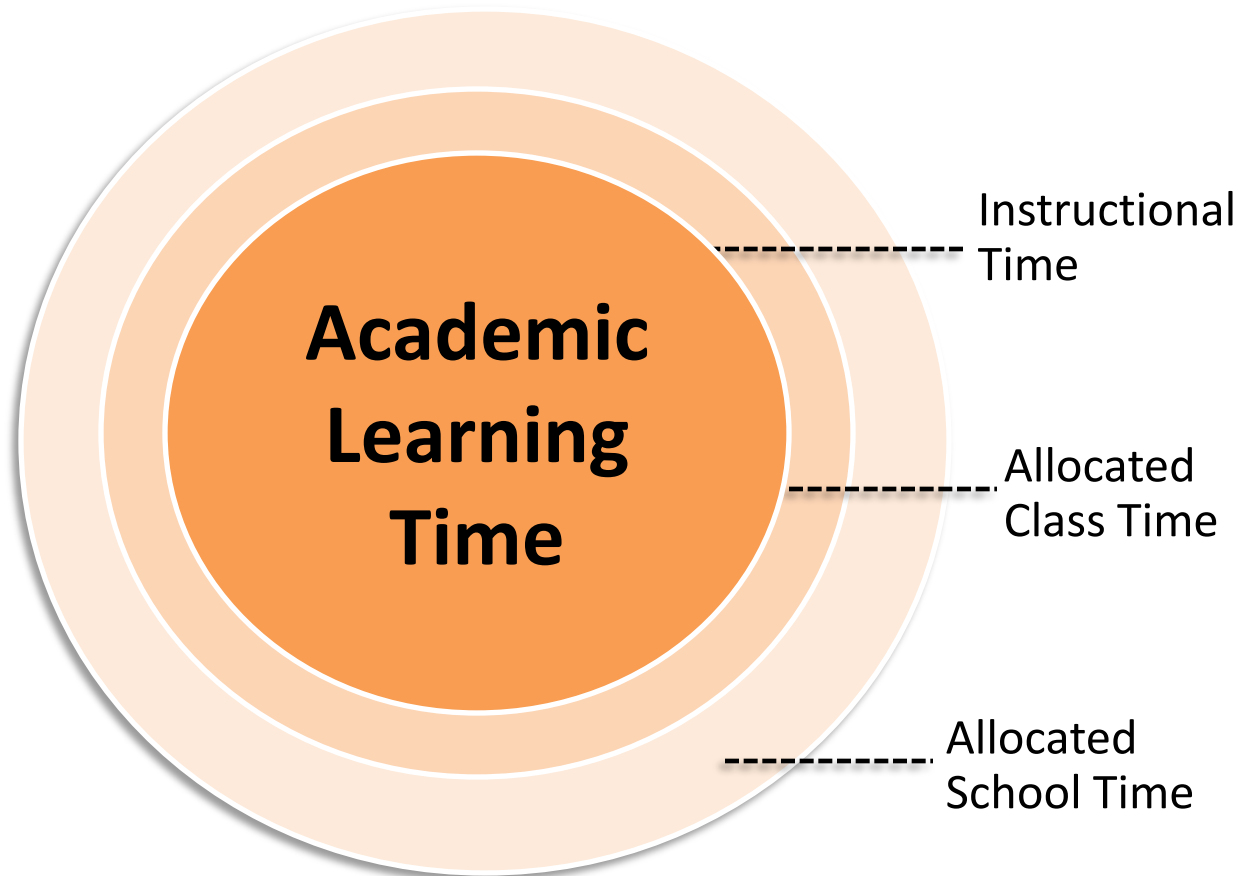 Academic
Learning
Time
Instructional
Time
Allocated
Class Time
Allocated
School Time